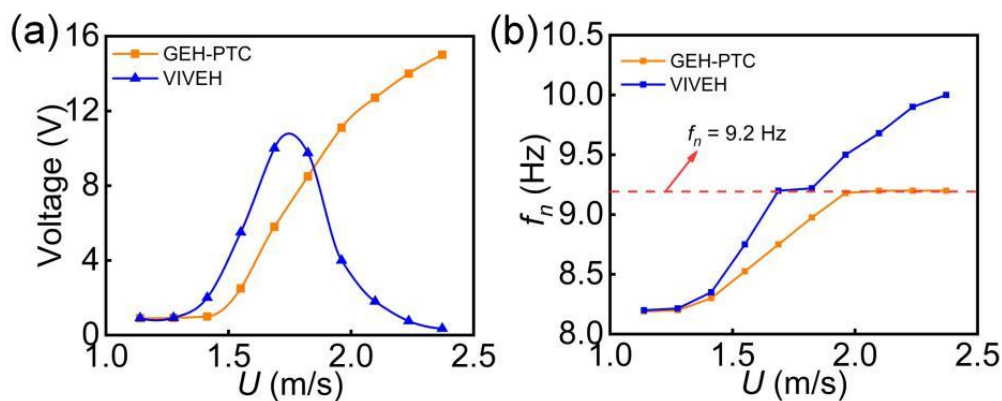 (a)
Voltage (V)
16
12
8
4
0
GEH-PTC
VIVEH
1.0 1.5 2.0 2.5
U (m/s)
(b)
fn (Hz)
10.5
10.0
9.5
9.0
8.5
8.0
GEH-PTC
VIVEH
fn = 9.2 Hz
1.0 1.5 2.0 2.5
U (m/s)